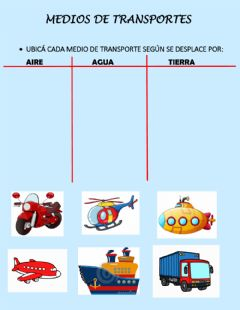 MEDIOS DE TRANSPORTES
• UBICÁ CADA MEDIO DE TRANSPORTE SEGÚN SE DESPLACE POR:
AIRE AGUA TIERRA